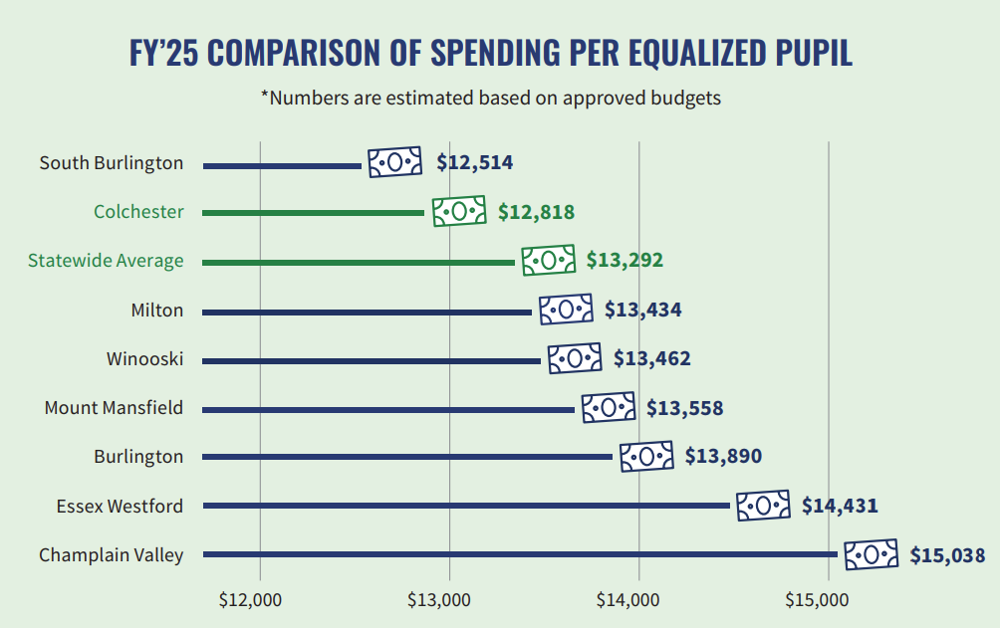 FY’25 COMPARISON OF SPENDING PER EQUALIZED PUPIL
*Numbers are estimated based on approved budgets
South Burlington $12,514
Colchester $12,818
Statewide Average $13,292
Milton $13,434
Winooski $13,462
Mount Mansfield $13,558
Burlington $13,890
Essex Westford $14,431
Champlain Valley $15,038
$12,000 $13,000 $14,000 $15,000